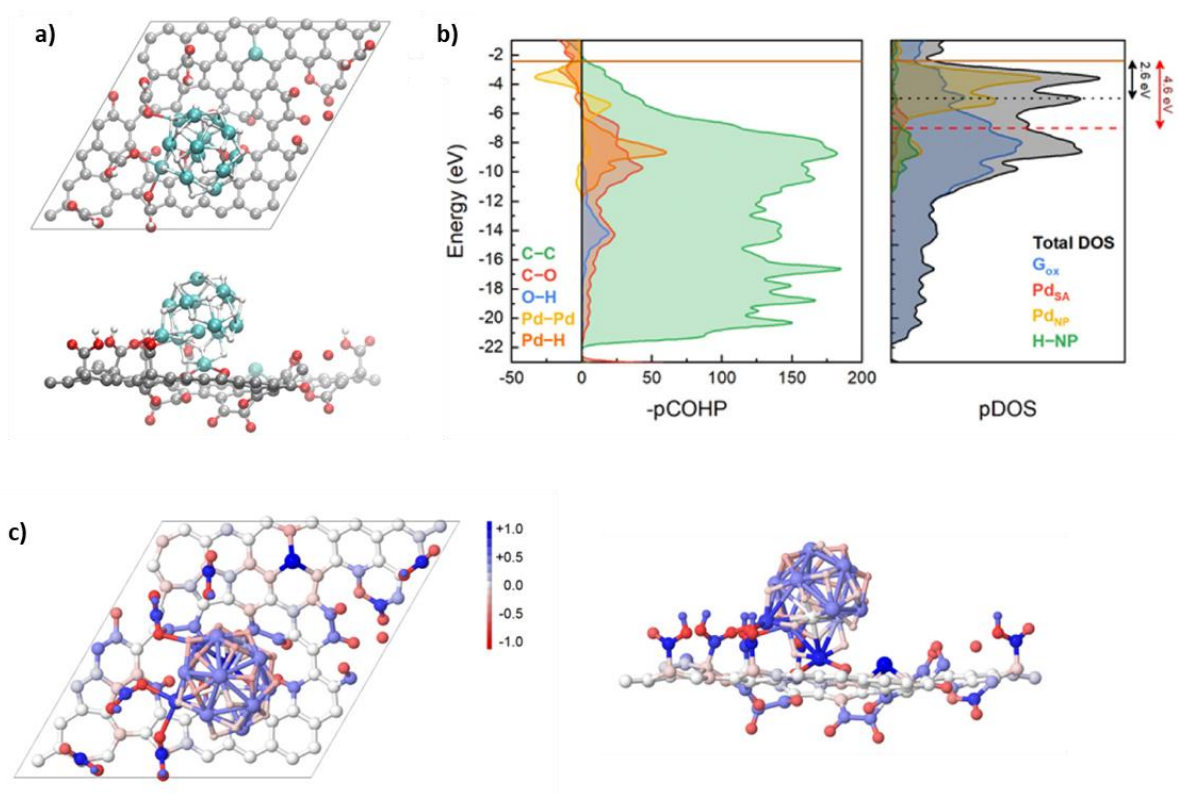 a)
b)
-2
-4
-6
-8
-10
-12
-14
-16
-18
-20
-22
Energy (eV)
C–C
C–O
O–H
Pd–Pd
Pd–H
-50 0 50 100 150 200
-pCOHP
2.6 eV
4.6 eV
Total DOS
Gox
PdSA
PdNP
H–NP
pDOS
c)
+1.0
+0.5
0.0
-0.5
-1.0